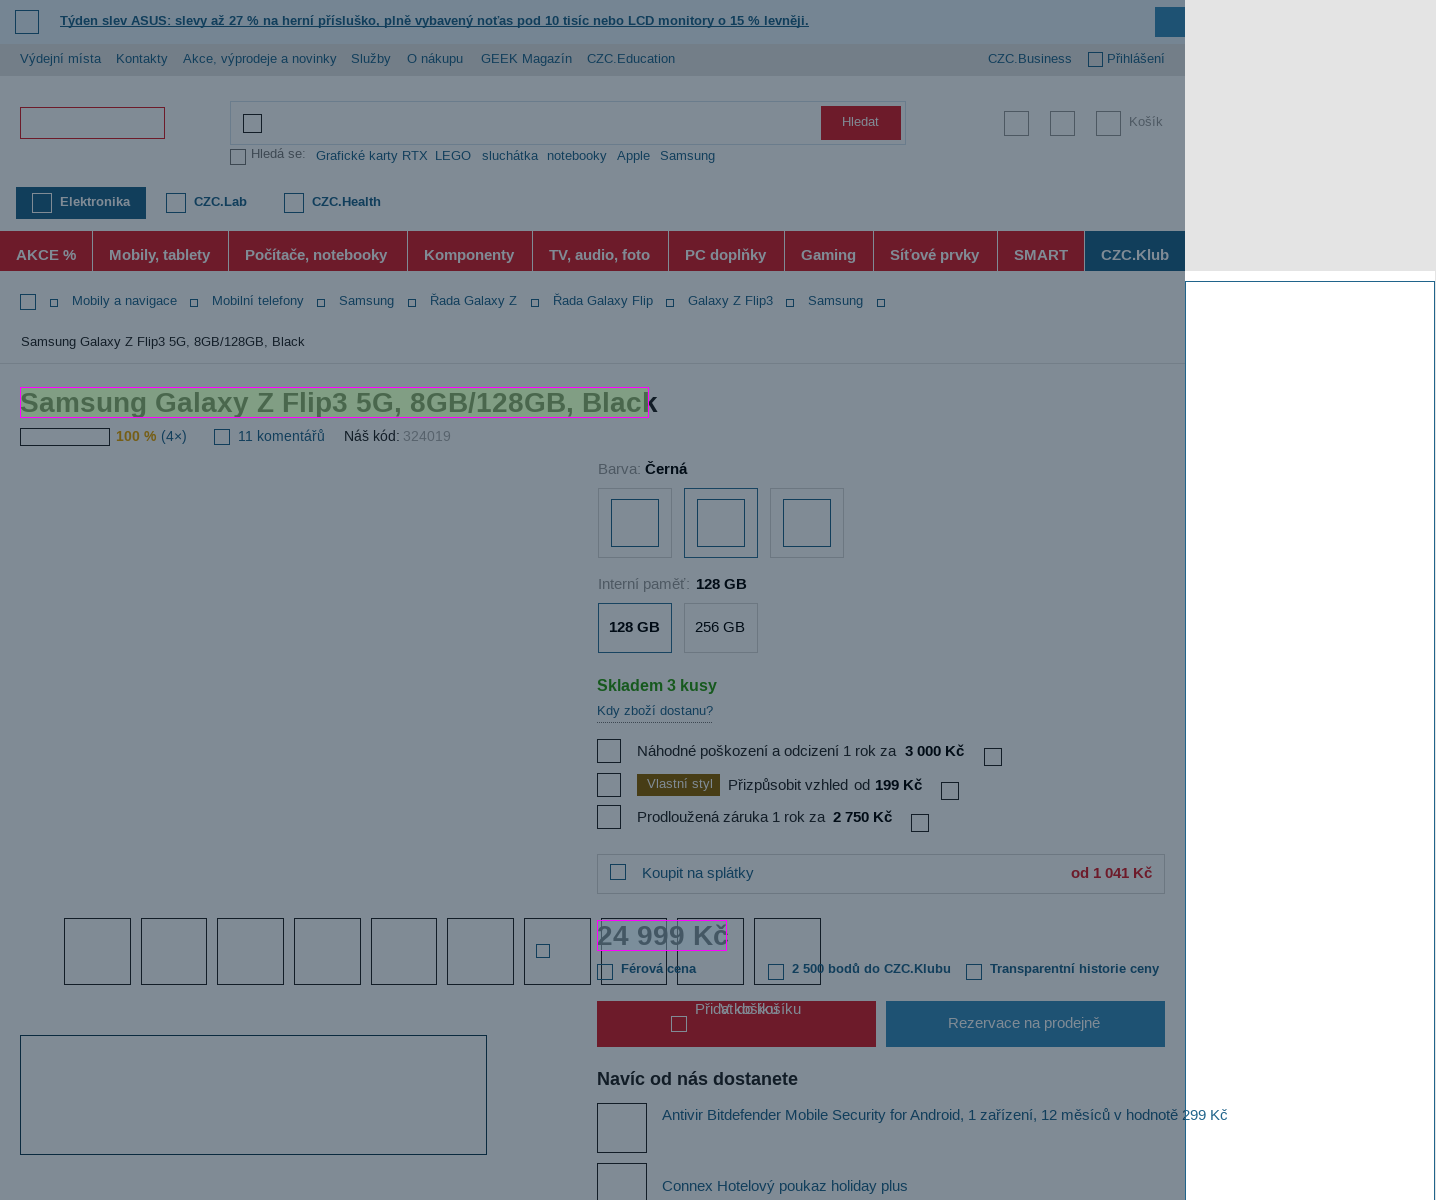 Týden slev ASUS: slevy až 27 % na herní přísluško, plně vybavený noťas pod 10 tisíc nebo LCD monitory o 15 % levněji.
Výdejní místa Kontakty Akce, výprodeje a novinky Služby O nákupu GEEK Magazín CZC.Education CZC.Business Přihlášení
Hledat Košík
Hledá se: Grafické karty RTX LEGO sluchátka notebooky Apple Samsung
Elektronika CZC.Lab CZC.Health
AKCE % Mobily, tablety Počítače, notebooky Komponenty TV, audio, foto PC doplňky Gaming Síťové prvky SMART CZC.Klub
Mobily a navigace Mobilní telefony Samsung Řada Galaxy Z Řada Galaxy Flip Galaxy Z Flip3 Samsung
Samsung Galaxy Z Flip3 5G, 8GB/128GB, Black
Samsung Galaxy Z Flip3 5G, 8GB/128GB, Black
100 % (4×) 11 komentářů Náš kód: 324019
Barva: Černá
Interní paměť: 128 GB
128 GB 256 GB
Skladem 3 kusy
Kdy zboží dostanu?
Náhodné poškození a odcizení 1 rok za 3 000 Kč
Vlastní styl Přizpůsobit vzhled od 199 Kč
Prodloužená záruka 1 rok za 2 750 Kč
Koupit na splátky od 1 041 Kč
24 999 Kč
Férová cena 2 500 bodů do CZC.Klubu Transparentní historie ceny
Přidat do košíku V košíku
Rezervace na prodejně
Navíc od nás dostanete
Antivir Bitdefender Mobile Security for Android, 1 zařízení, 12 měsíců v hodnotě 299 Kč
Connex Hotelový poukaz holiday plus